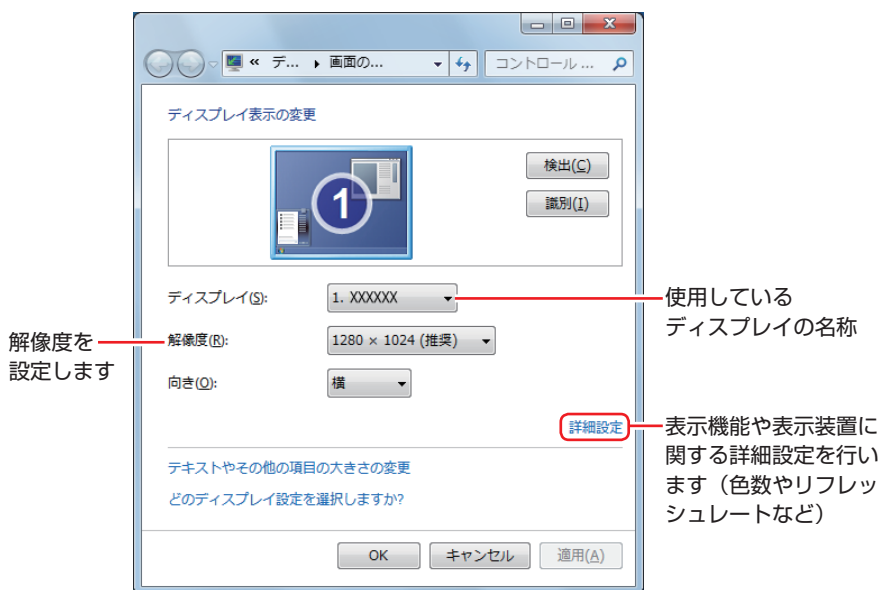 « デ... 画面の... コントロール ...
ディスプレイ表示の変更
1
検出(C)
識別(I)
ディスプレイ(S): 1. XXXXXX
使用している
ディスプレイの名称
解像度を
設定します
解像度(R): 1280 × 1024 (推奨)
向き(O): 横
詳細設定
表示機能や表示装置に
関する詳細設定を行い
ます（色数やリフレッ
シュレートなど）
テキストやその他の項目の大きさの変更
どのディスプレイ設定を選択しますか?
OK キャンセル 適用(A)